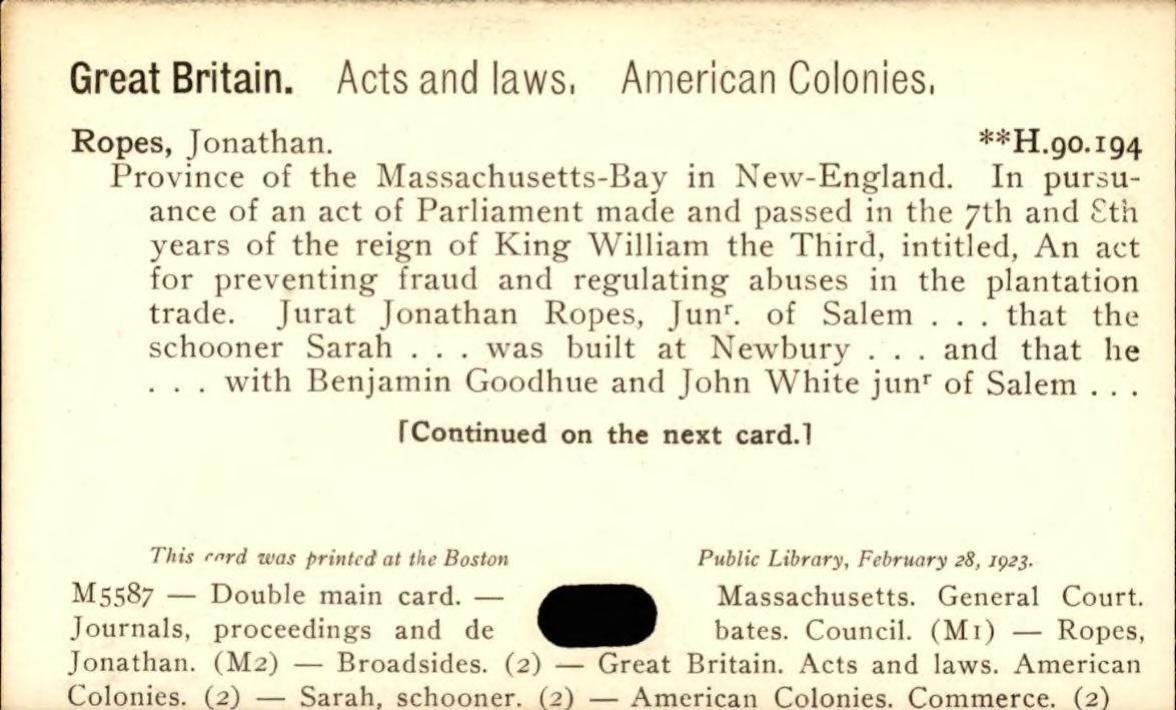 Great Britain. Acts and laws. American Colonies.
Ropes, Jonathan. **H.90.194
Province of the Massachusetts-Bay in New-England. In pursu-
ance of an act of Parliament made and passed in the 7th and 8th
years of the reign of King William the Third, intitled, An act
for preventing fraud and regulating abuses in the plantation
trade. Jurat Jonathan Ropes, Junʳ. of Salem . . . that the
schooner Sarah . . . was built at Newbury . . . and that he
. . . with Benjamin Goodhue and John White junʳ of Salem . . .
[Continued on the next card.]
This card was printed at the Boston Public Library, February 28, 1923.
M5587 — Double main card. — Massachusetts. General Court.
Journals, proceedings and de bates. Council. (M1) — Ropes,
Jonathan. (M2) — Broadsides. (2) — Great Britain. Acts and laws. American
Colonies. (2) — Sarah, schooner. (2) — American Colonies. Commerce. (2)